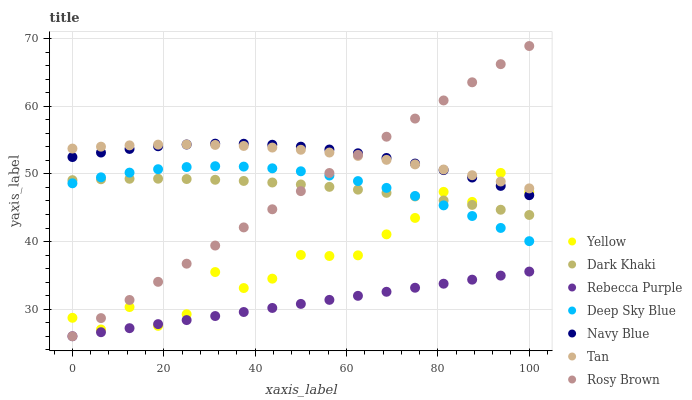 title
70
60
50
40
30
0
20
40
60
80
100
xaxis_label
yaxis_label
Yellow
Dark Khaki
Rebecca Purple
Deep Sky Blue
Navy Blue
Tan
Rosy Brown